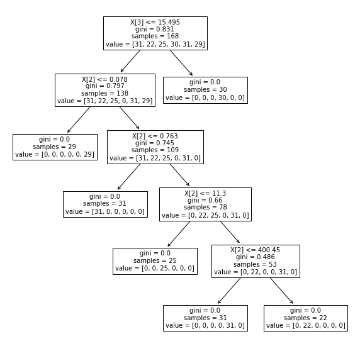 X[3] <= 15.495
gini = 0.831
samples = 168
value = [31, 22, 25, 30, 31, 29]
X[2] <= 0.078
gini = 0.797
samples = 138
value = [31, 22, 25, 0, 31, 29]
gini = 0.0
samples = 30
value = [0, 0, 0, 30, 0, 0]
gini = 0.0
samples = 29
value = [0, 0, 0, 0, 0, 29]
X[2] <= 0.763
gini = 0.745
samples = 109
value = [31, 22, 25, 0, 31, 0]
gini = 0.0
samples = 31
value = [31, 0, 0, 0, 0, 0]
X[2] <= 11.3
gini = 0.66
samples = 78
value = [0, 22, 25, 0, 31, 0]
gini = 0.0
samples = 25
value = [0, 0, 25, 0, 0, 0]
X[2] <= 400.45
gini = 0.486
samples = 53
value = [0, 22, 0, 0, 31, 0]
gini = 0.0
samples = 31
value = [0, 0, 0, 0, 31, 0]
gini = 0.0
samples = 22
value = [0, 22, 0, 0, 0, 0]